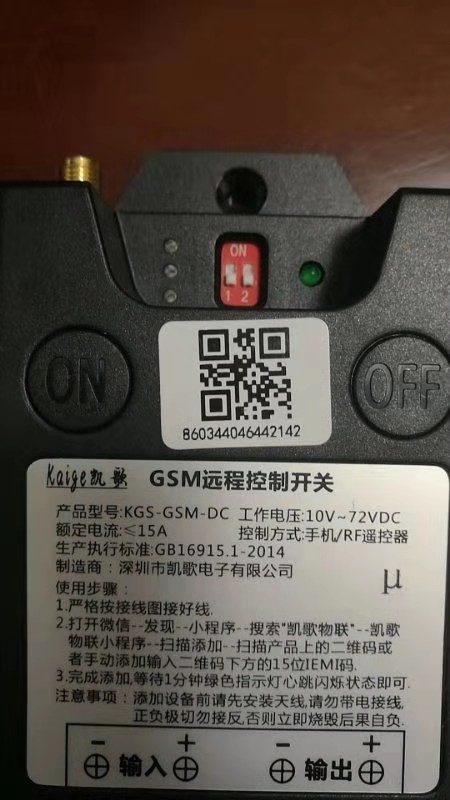 ON
1 2
ON
OFF
860344046442142
Kaige凯歌 GSM远程控制开关
产品型号:KGS-GSM-DC 工作电压:10V~72VDC
额定电流:≤15A 控制方式:手机/RF遥控器
生产执行标准:GB16915.1-2014
制造商：深圳市凯歌电子有限公司
μ
使用步骤：
1.严格按接线图接好线.
2.打开微信--发现--小程序--搜索"凯歌物联"--凯歌
物联小程序--扫描添加--扫描产品上的二维码或
者手动添加输入二维码下方的15位IEMI码.
3.完成添加,等待1分钟绿色指示灯心跳闪烁状态即可.
注意事项：添加设备前请先安装天线,请勿带电接线,
正负极切勿接反,否则立即烧毁后果自负.
- + - +
输入 输出